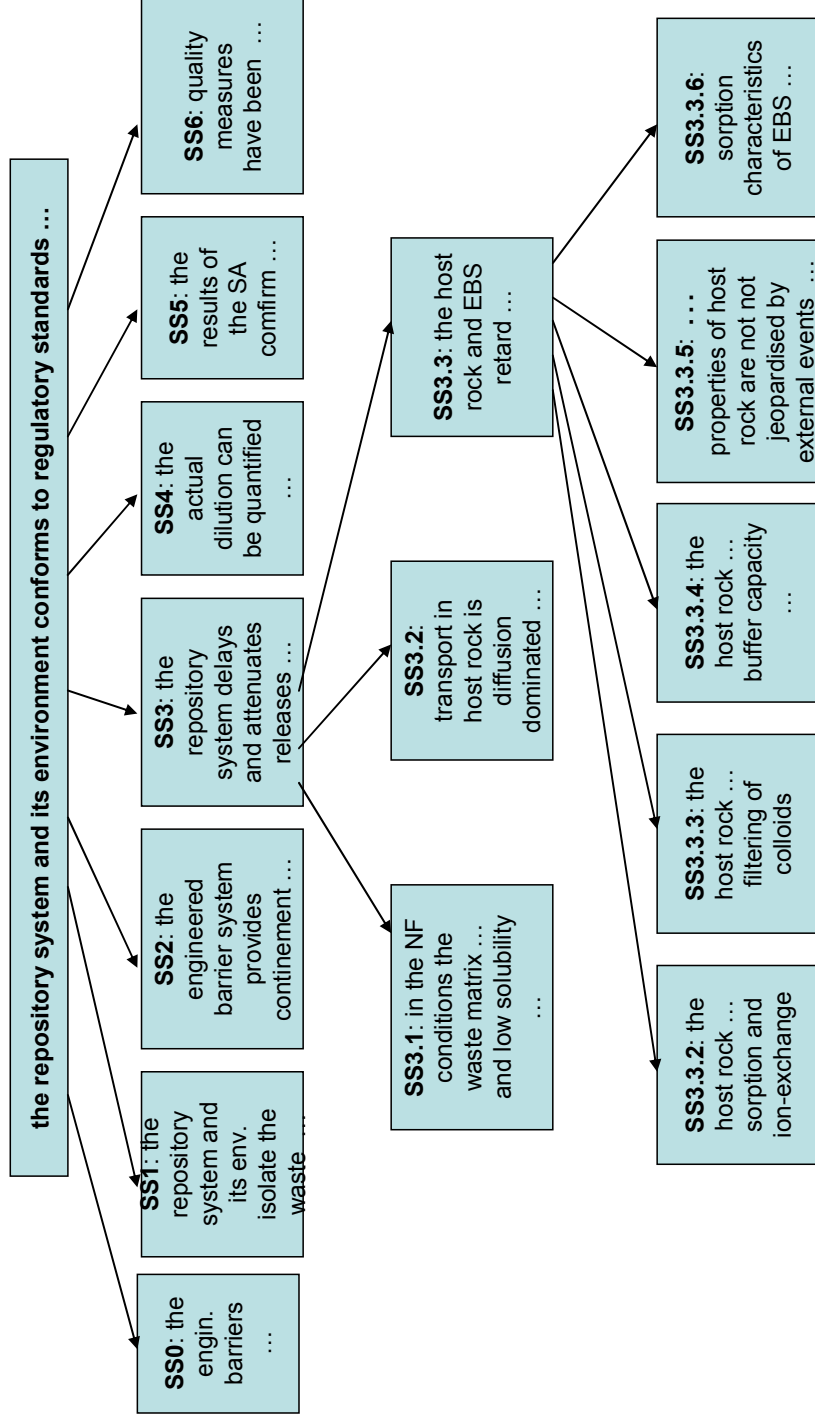 the repository system and its environment conforms to regulatory standards …
SS0: the
engin.
barriers
…
SS1: the
repository
system and
its env.
isolate the
waste …
SS2: the
engineered
barrier system
provides
continement …
SS3: the
repository
system delays
and attenuates
releases …
SS4: the
actual
dilution can
be quantified
…
SS5: the
results of
the SA
comfirm …
SS6: quality
measures
have been …
SS3.1: in the NF
conditions the
waste matrix …
and low solubility
…
SS3.2:
transport in
host rock is
diffusion
dominated …
SS3.3: the host
rock and EBS
retard …
SS3.3.2: the
host rock …
sorption and
ion-exchange
SS3.3.3: the
host rock …
filtering of
colloids
SS3.3.4: the
host rock …
buffer capacity
…
SS3.3.5: …
properties of host
rock are not not
jeopardised by
external events …
SS3.3.6:
sorption
characteristics
of EBS …